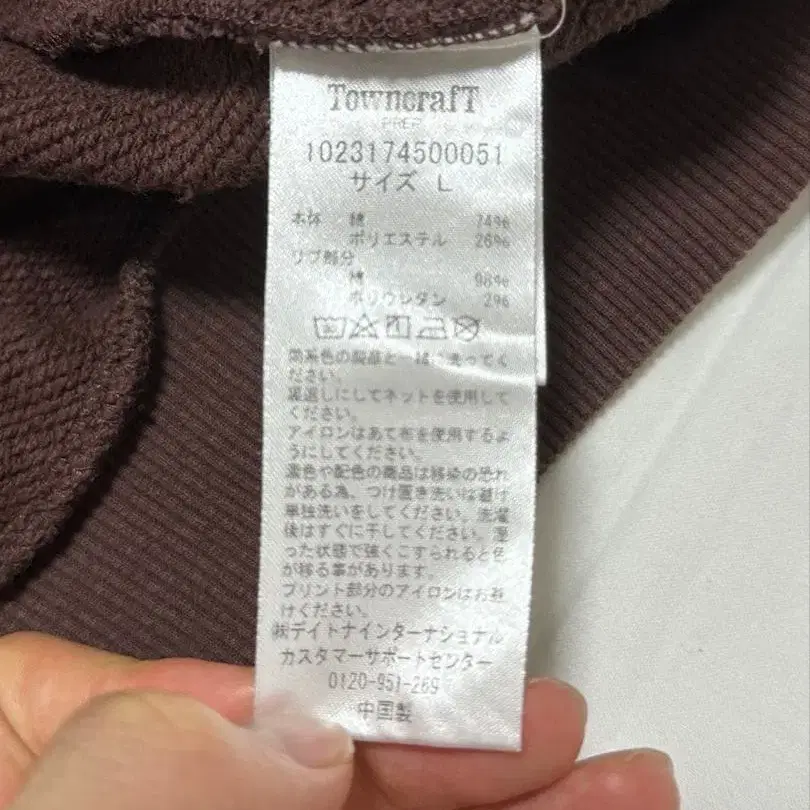 TowncrafT
PREP
1023174500051
サイズ L
本体 綿 74%
ポリエステル 26%
リブ部分
綿 98%
ポリウレタン 2%
同系色の製品と一緒に洗ってく
ださい。
裏返しにしてネットを使用して
ください。
アイロンはあて布を使用するよ
うにしてください。
濃色や配色の商品は移染の恐れ
がある為、つけ置き洗いは避け
単独洗いをしてください。洗濯
後はすぐに干してください。湿
った状態で強くこすられると色
が移る事があります。
プリント部分のアイロンはお避
けください。
㈱デイトナインターナショナル
カスタマーサポートセンター
0120-951-269
中国製